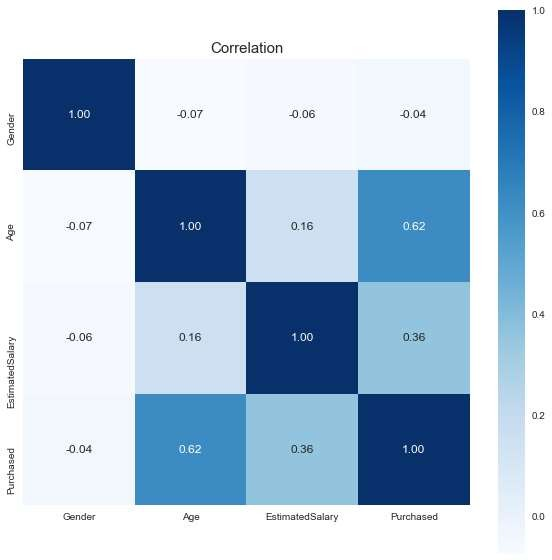 Correlation
Gender 1.00 -0.07 -0.06 -0.04
Age -0.07 1.00 0.16 0.62
EstimatedSalary -0.06 0.16 1.00 0.36
Purchased -0.04 0.62 0.36 1.00
Gender Age EstimatedSalary Purchased
1.0
0.8
0.6
0.4
0.2
0.0